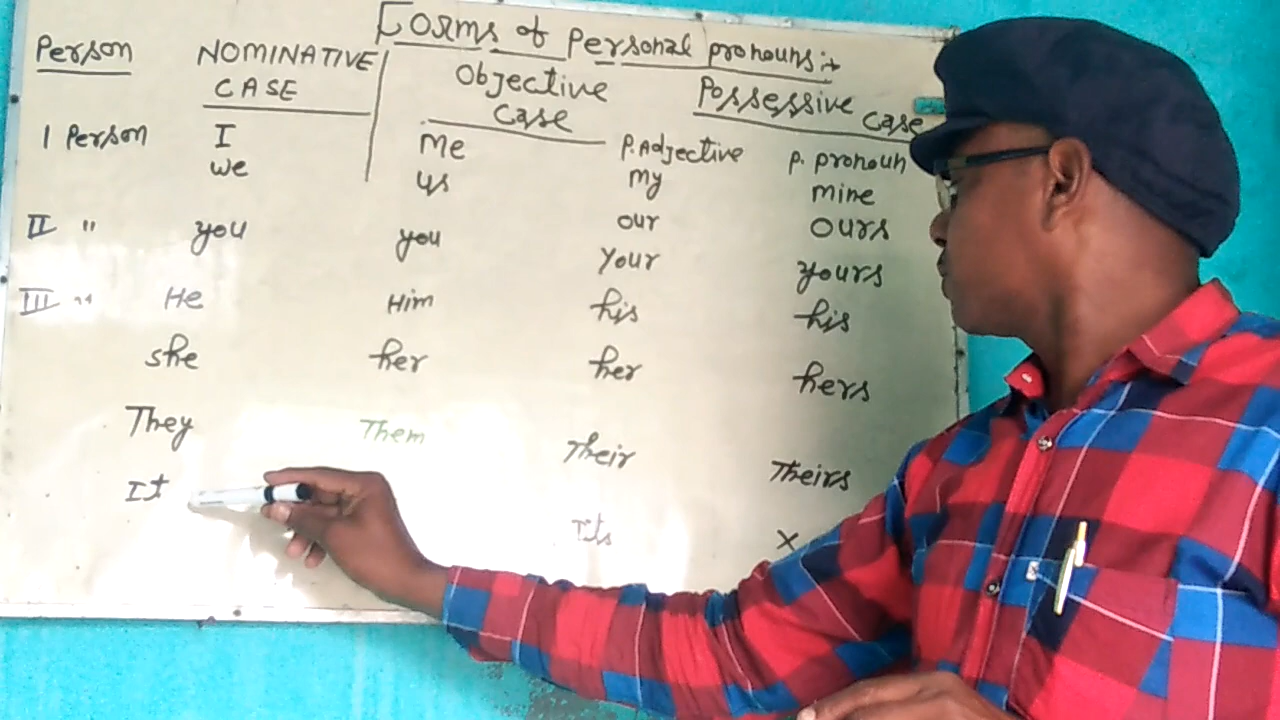 Forms of personal pronouns:-
Person NOMINATIVE CASE Objective Case Possessive case
P. Adjective P. pronoun
I Person I Me my mine
we us our ours
II " you you your yours
III " He Him his his
she her her hers
They Them Their Theirs
It Its X